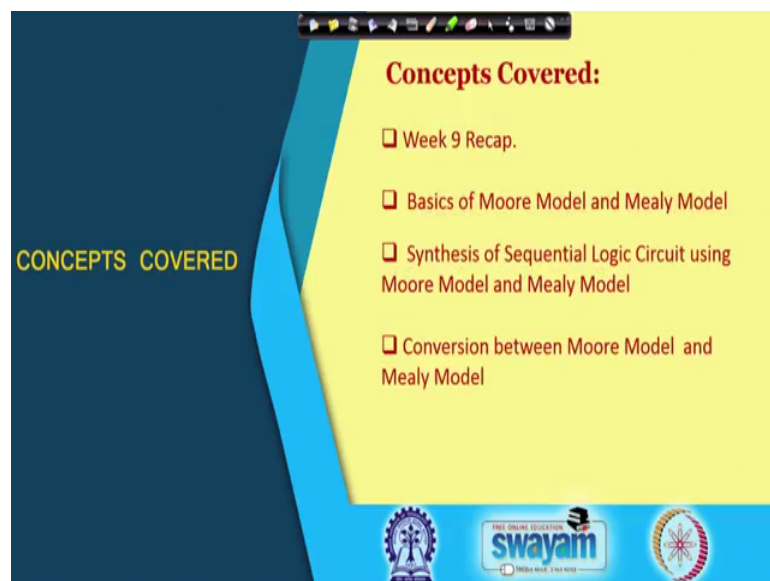 CONCEPTS COVERED
Concepts Covered:
Week 9 Recap.
Basics of Moore Model and Mealy Model
Synthesis of Sequential Logic Circuit using
Moore Model and Mealy Model
Conversion between Moore Model and
Mealy Model
FREE ONLINE EDUCATION
swayam